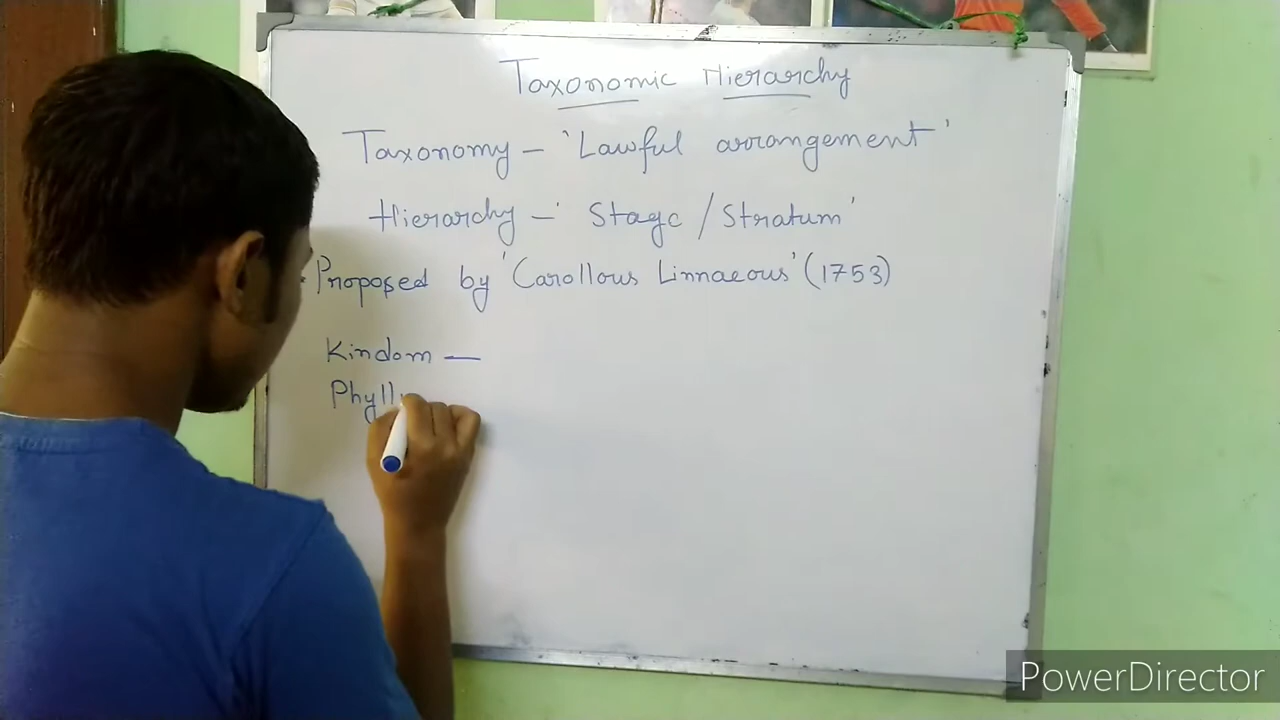 Taxonomic Hierarchy
Taxonomy - 'Lawful arrangement'
Hierarchy - 'Stage / Stratum'
Proposed by 'Carollous Linnaeous' (1753)
Kindom —
Phyll
PowerDirector